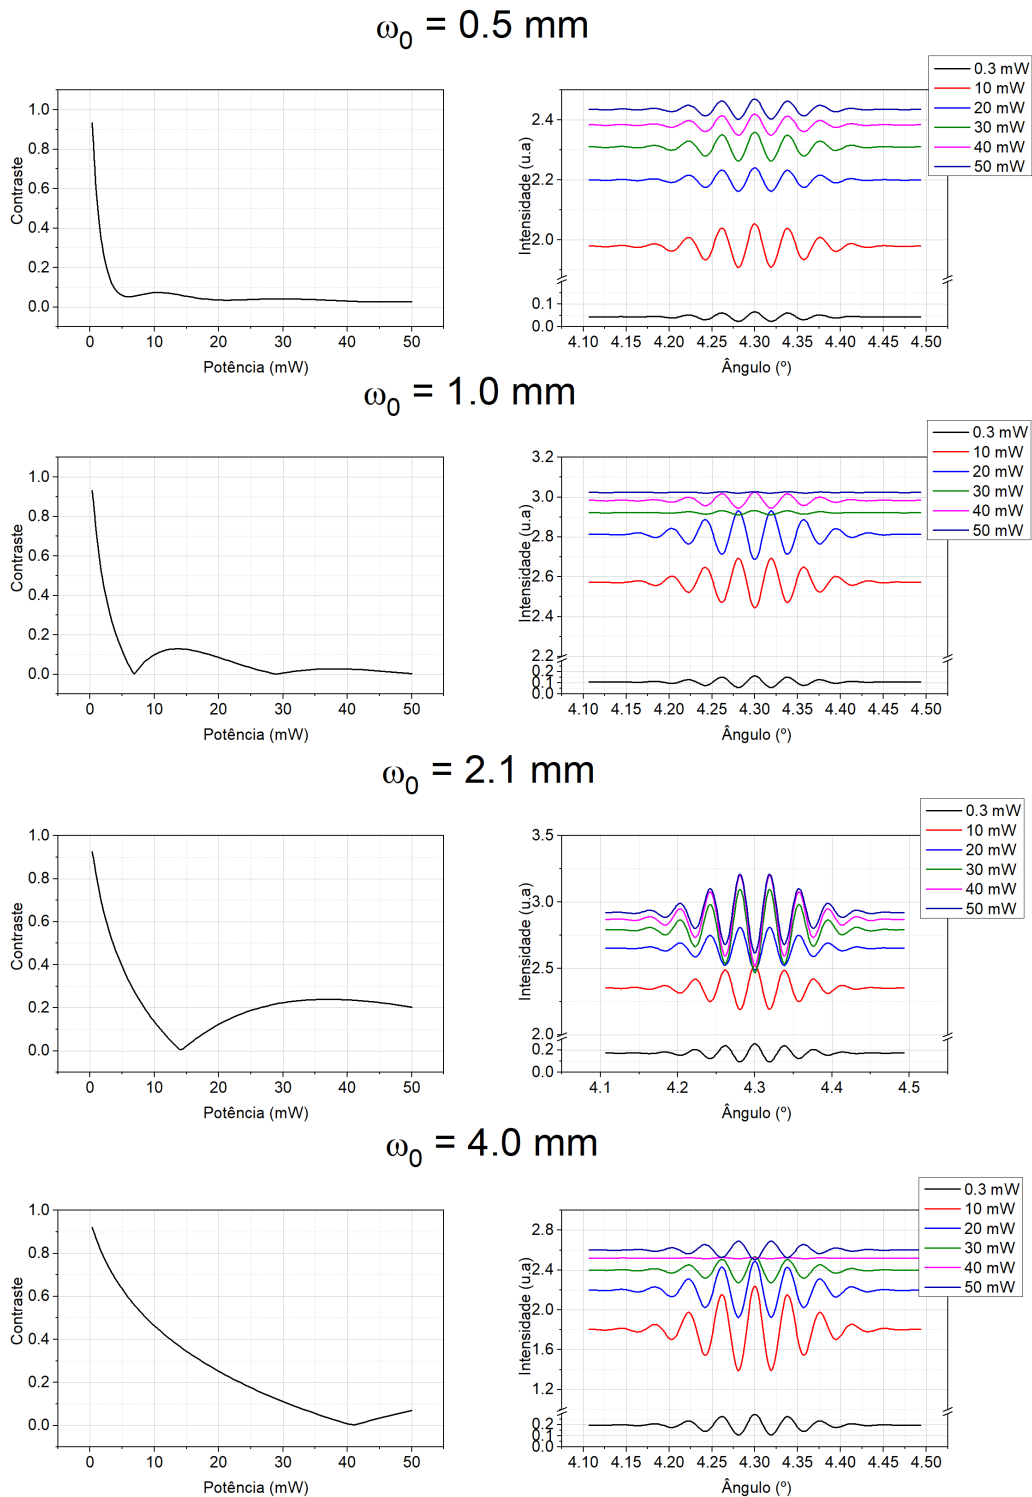 ω0 = 0.5 mm
Contraste
1.0
0.8
0.6
0.4
0.2
0.0
0 10 20 30 40 50
Potência (mW)
Intensidade (u.a)
2.4
2.2
2.0
0.1
0.0
4.10 4.15 4.20 4.25 4.30 4.35 4.40 4.45 4.50
Ângulo (º)
0.3 mW
10 mW
20 mW
30 mW
40 mW
50 mW
ω0 = 1.0 mm
Contraste
1.0
0.8
0.6
0.4
0.2
0.0
0 10 20 30 40 50
Potência (mW)
Intensidade (u.a)
3.2
3.0
2.8
2.6
2.4
2.2
0.2
0.1
0.0
4.10 4.15 4.20 4.25 4.30 4.35 4.40 4.45 4.50
Ângulo (º)
0.3 mW
10 mW
20 mW
30 mW
40 mW
50 mW
ω0 = 2.1 mm
Contraste
1.0
0.8
0.6
0.4
0.2
0.0
0 10 20 30 40 50
Potência (mW)
Intensidade (u.a)
3.5
3.0
2.5
2.0
0.2
0.0
4.1 4.2 4.3 4.4 4.5
Ângulo (º)
0.3 mW
10 mW
20 mW
30 mW
40 mW
50 mW
ω0 = 4.0 mm
Contraste
1.0
0.8
0.6
0.4
0.2
0.0
0 10 20 30 40 50
Potência (mW)
Intensidade (u.a)
2.8
2.4
2.0
1.6
1.2
0.2
0.1
0.0
4.10 4.15 4.20 4.25 4.30 4.35 4.40 4.45 4.50
Ângulo (º)
0.3 mW
10 mW
20 mW
30 mW
40 mW
50 mW